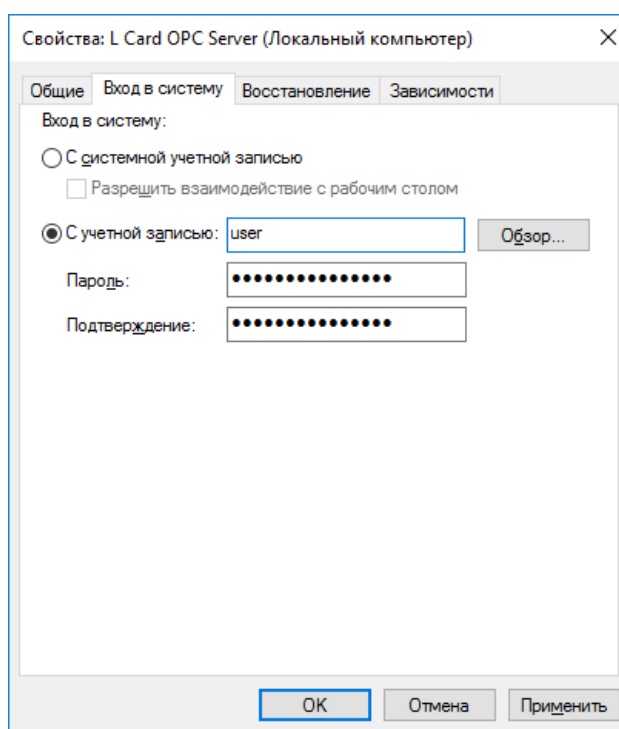 Свойства: L Card OPC Server (Локальный компьютер)
Общие Вход в систему Восстановление Зависимости
Вход в систему:
С системной учетной записью
Разрешить взаимодействие с рабочим столом
С учетной записью: user Обзор...
Пароль: ●●●●●●●●●●●●●●●
Подтверждение: ●●●●●●●●●●●●●●●
OK Отмена Применить